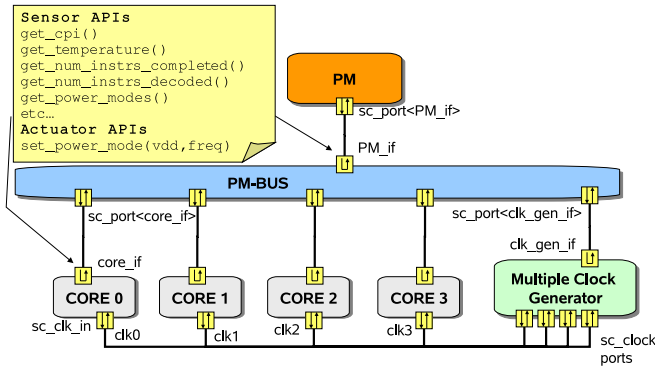 Sensor APIs
get_cpi()
get_temperature()
get_num_instrs_completed()
get_num_instrs_decoded()
get_power_modes()
etc…
Actuator APIs
set_power_mode(vdd,freq)
PM
sc_port<PM_if>
PM_if
PM-BUS
sc_port<core_if>
sc_port<clk_gen_if>
core_if
clk_gen_if
CORE 0
CORE 1
CORE 2
CORE 3
Multiple Clock
Generator
sc_clk_in
clk0
clk1
clk2
clk3
sc_clock
ports